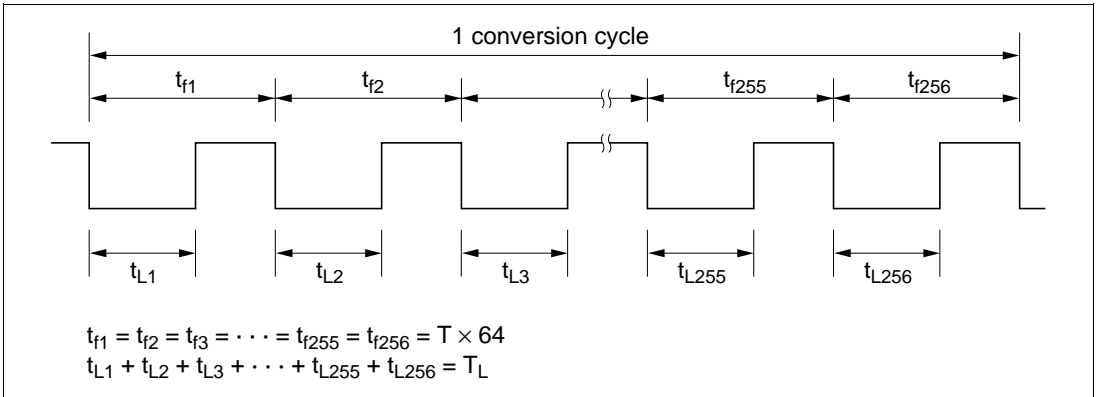 1 conversion cycle
tf1 tf2 tf255 tf256
tL1 tL2 tL3 tL255 tL256
tf1 = tf2 = tf3 = · · · = tf255 = tf256 = T × 64
tL1 + tL2 + tL3 + · · · + tL255 + tL256 = TL